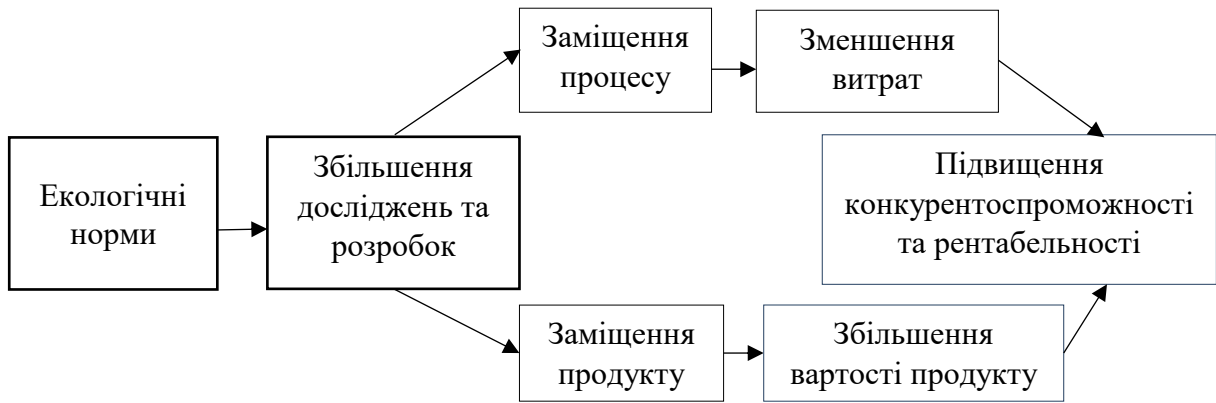 Екологічні
норми
Збільшення
досліджень та
розробок
Заміщення
процесу
Зменшення
витрат
Заміщення
продукту
Збільшення
вартості продукту
Підвищення
конкурентоспроможності
та рентабельності